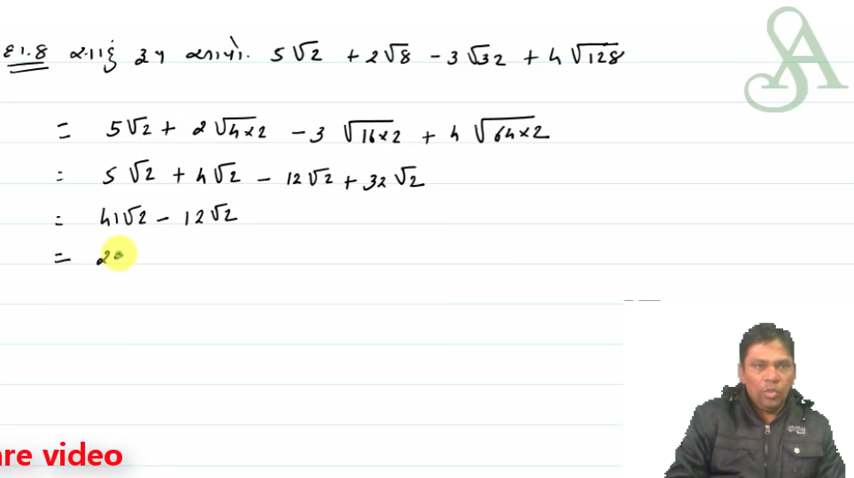 દા.8 સાદું રૂપ આપો. 5√2 + 2√8 - 3√32 + 4√128
= 5√2 + 2√4×2 - 3√16×2 + 4√64×2
= 5√2 + 4√2 - 12√2 + 32√2
= 41√2 - 12√2
= 2
are video